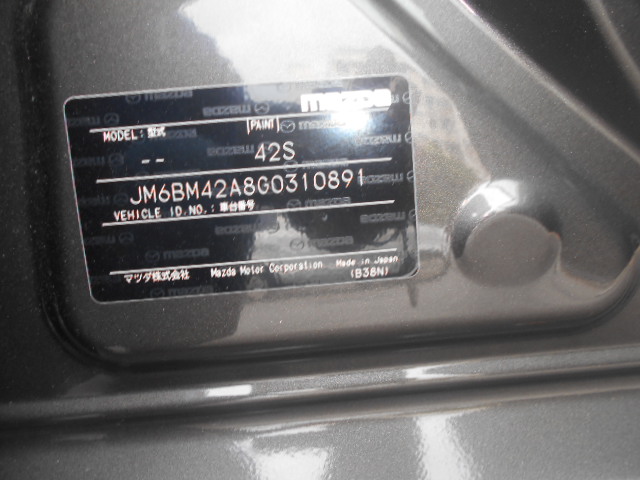 mazda
MODEL:型式 PAINT
-- 42S
JM6BM42A8G0310891
VEHICLE ID.NO.:車台番号
マツダ株式会社 Mazda Motor Corporation Made in Japan
(B38N)